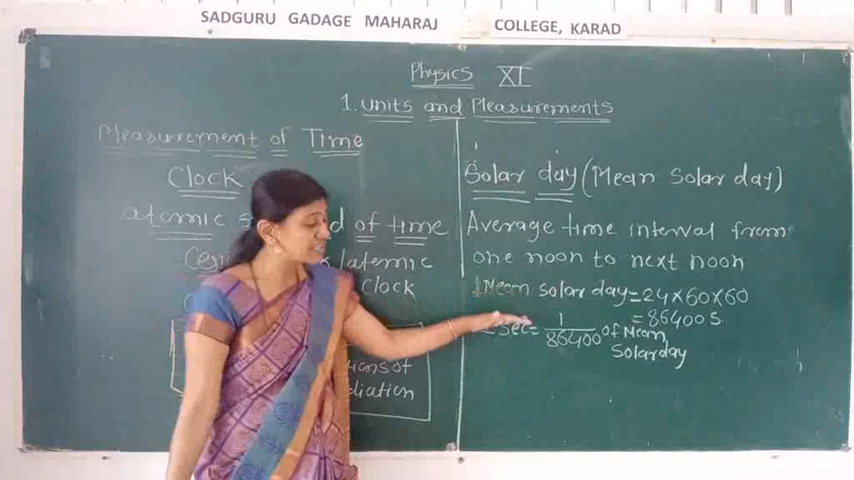 SADGURU GADAGE MAHARAJ COLLEGE, KARAD
Physics XI
1. Units and Measurements
Measurement of Time
Clock
atomic of time
/atomic
Clock
diation
Solar day (Mean Solar day)
Average time interval from
one noon to next noon
1 Mean solar day = 24×60×60
= 86400 S
Sec = 1/86400 of Mean
Solar day